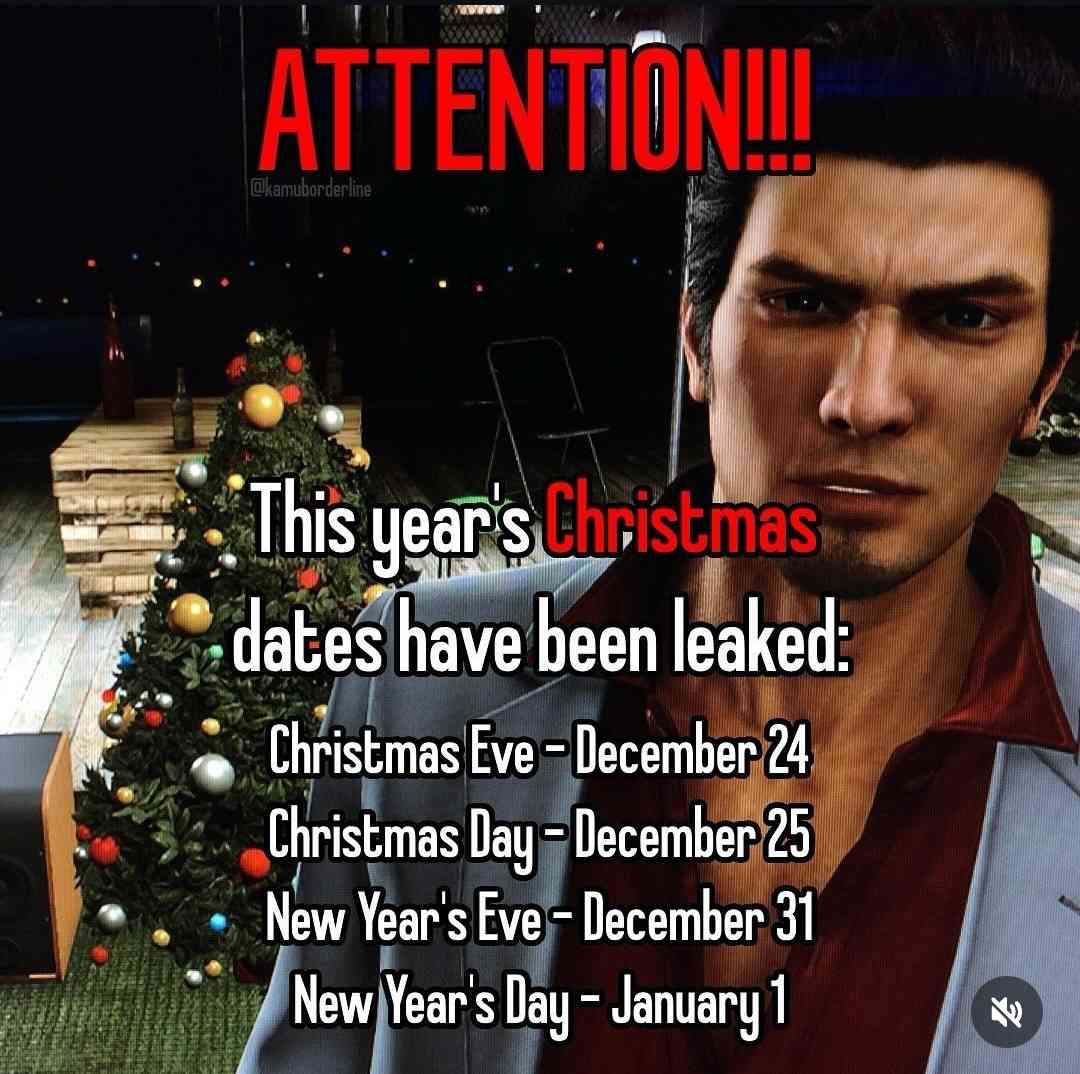 ATTENTION!!!
@kamuborderline
This year's Christmas
dates have been leaked:
Christmas Eve - December 24
Christmas Day - December 25
New Year's Eve - December 31
New Year's Day - January 1